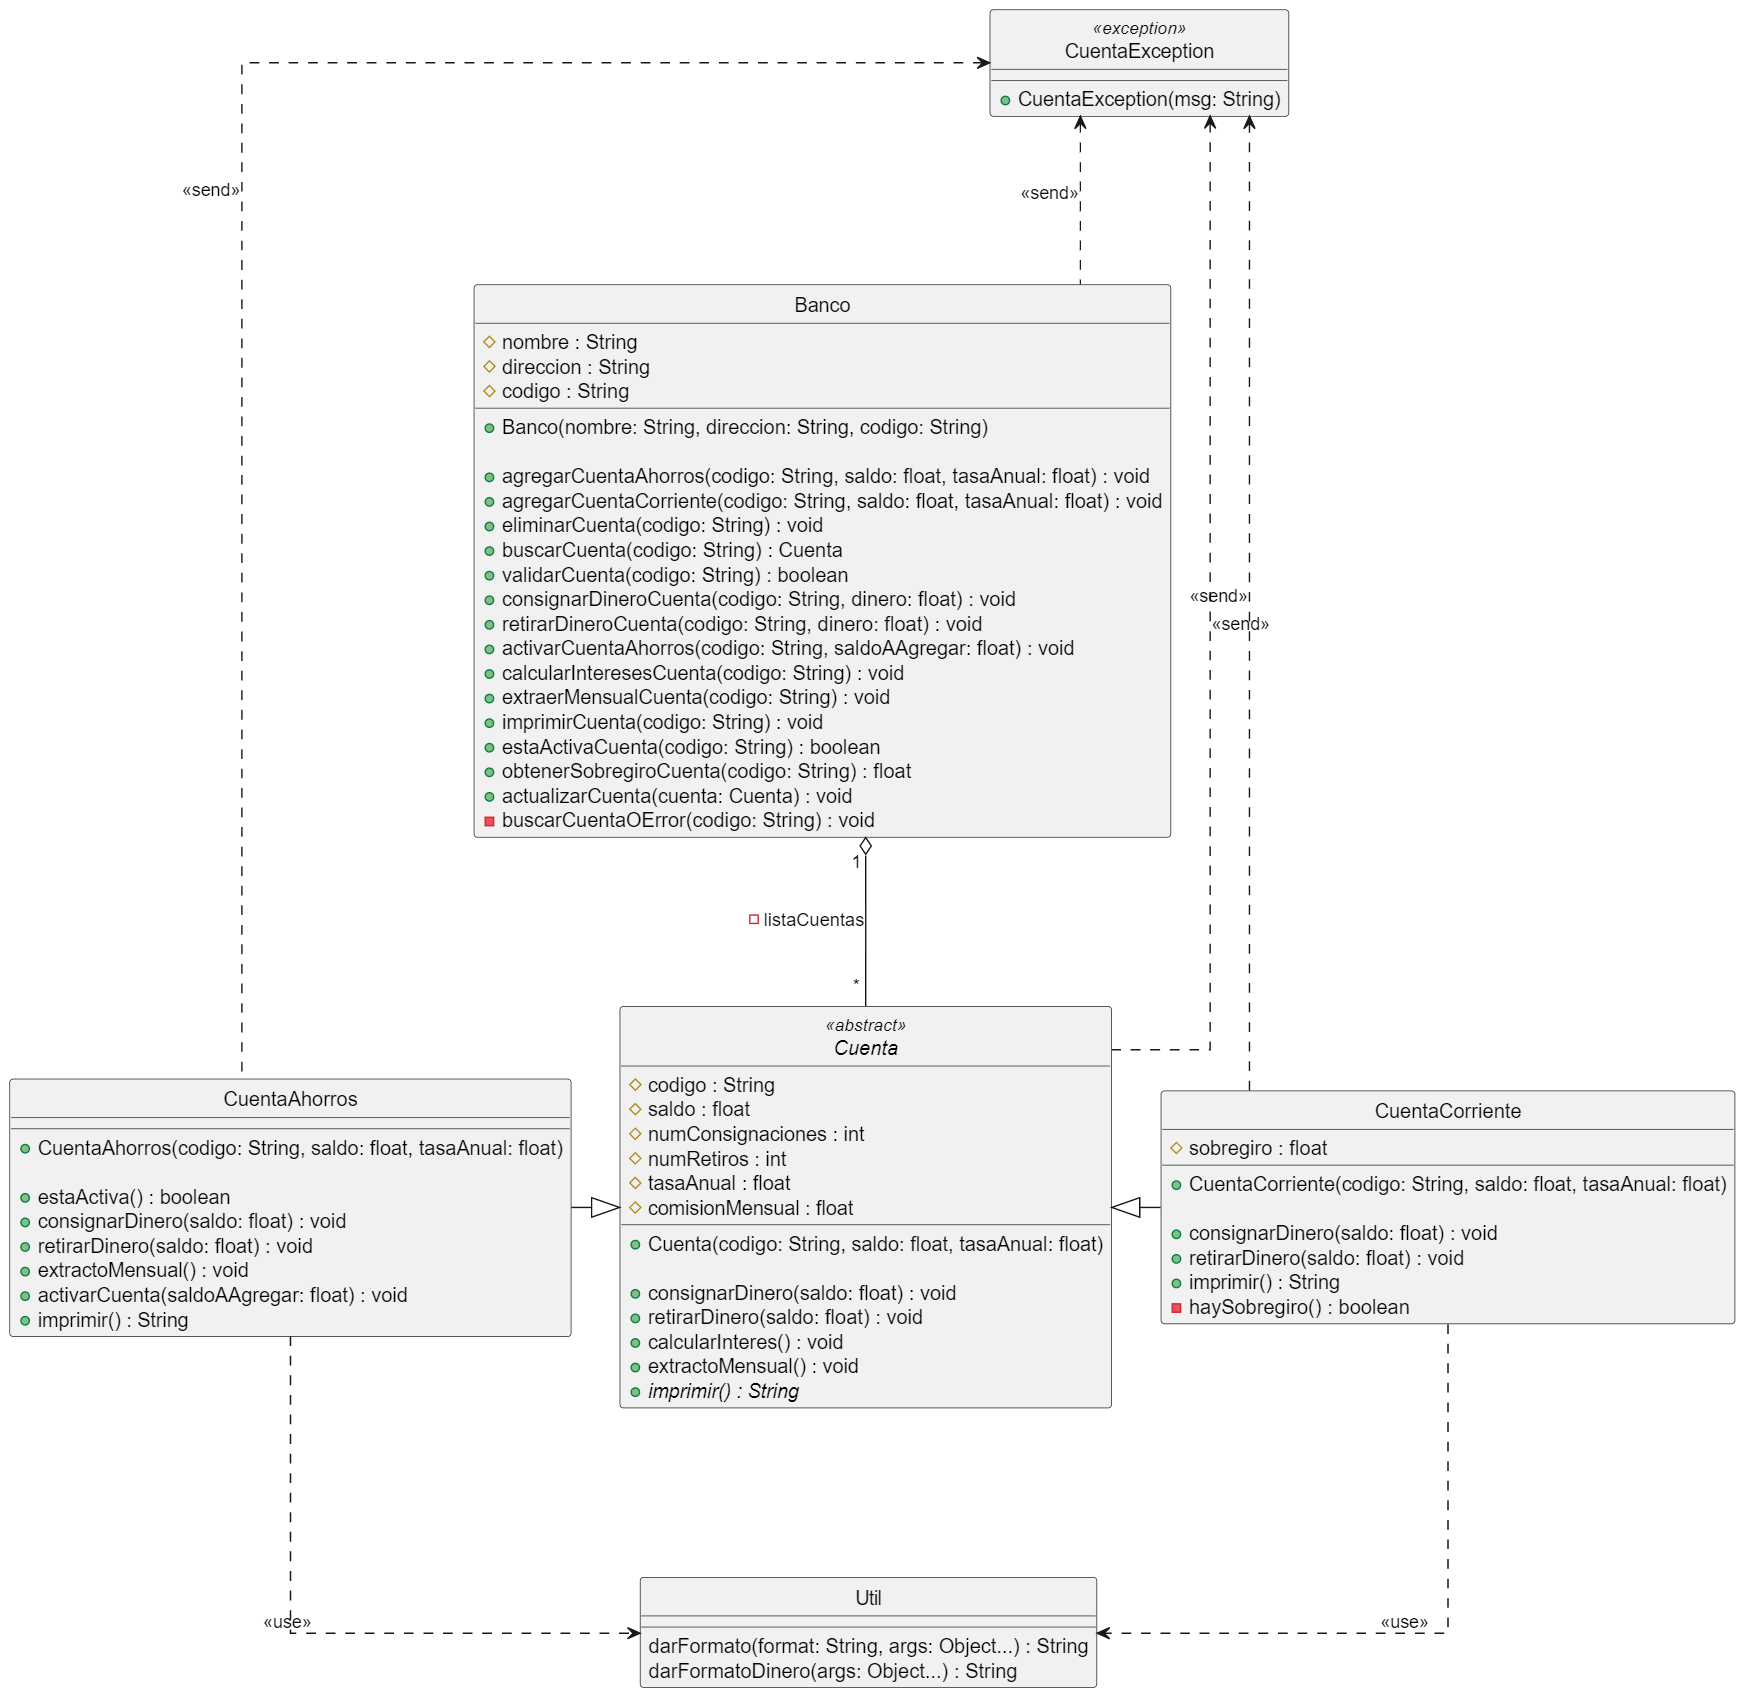 «exception»
CuentaException
CuentaException(msg: String)
«send»
«send»
Banco
nombre : String
direccion : String
codigo : String
Banco(nombre: String, direccion: String, codigo: String)
agregarCuentaAhorros(codigo: String, saldo: float, tasaAnual: float) : void
agregarCuentaCorriente(codigo: String, saldo: float, tasaAnual: float) : void
eliminarCuenta(codigo: String) : void
buscarCuenta(codigo: String) : Cuenta
validarCuenta(codigo: String) : boolean
consignarDineroCuenta(codigo: String, dinero: float) : void
retirarDineroCuenta(codigo: String, dinero: float) : void
activarCuentaAhorros(codigo: String, saldoAAgregar: float) : void
calcularInteresesCuenta(codigo: String) : void
extraerMensualCuenta(codigo: String) : void
imprimirCuenta(codigo: String) : void
estaActivaCuenta(codigo: String) : boolean
obtenerSobregiroCuenta(codigo: String) : float
actualizarCuenta(cuenta: Cuenta) : void
buscarCuentaOError(codigo: String) : void
«send»
«send»
1
listaCuentas
*
«abstract»
Cuenta
codigo : String
saldo : float
numConsignaciones : int
numRetiros : int
tasaAnual : float
comisionMensual : float
Cuenta(codigo: String, saldo: float, tasaAnual: float)
consignarDinero(saldo: float) : void
retirarDinero(saldo: float) : void
calcularInteres() : void
extractoMensual() : void
imprimir() : String
CuentaAhorros
CuentaAhorros(codigo: String, saldo: float, tasaAnual: float)
estaActiva() : boolean
consignarDinero(saldo: float) : void
retirarDinero(saldo: float) : void
extractoMensual() : void
activarCuenta(saldoAAgregar: float) : void
imprimir() : String
CuentaCorriente
sobregiro : float
CuentaCorriente(codigo: String, saldo: float, tasaAnual: float)
consignarDinero(saldo: float) : void
retirarDinero(saldo: float) : void
imprimir() : String
haySobregiro() : boolean
«use»
«use»
Util
darFormato(format: String, args: Object...) : String
darFormatoDinero(args: Object...) : String